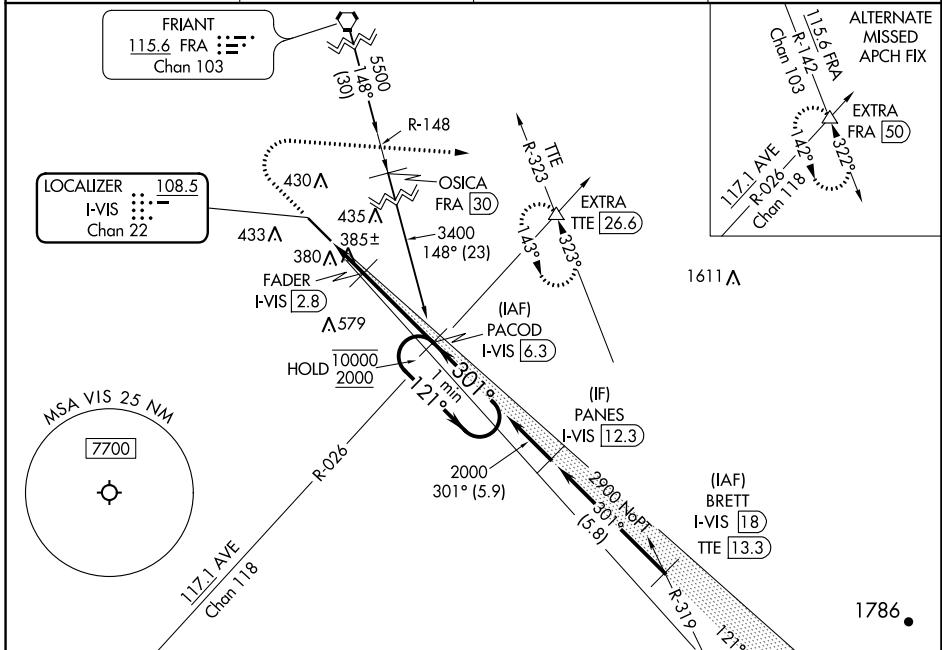 FRIANT
115.6 FRA
Chan 103
5500
148°
(30)
R-148
OSICA
FRA 30
3400
148° (23)
LOCALIZER 108.5
I-VIS
Chan 22
430
435
433
385±
380
579
FADER
I-VIS 2.8
HOLD 10000
2000
1 min
301°
121°
(IAF)
PACOD
I-VIS 6.3
TTE
R-323
EXTRA
TTE 26.6
143°
323°
1611
ALTERNATE
MISSED
APCH FIX
115.6 FRA
R-142
Chan 103
EXTRA
FRA 50
142°
322°
117.1 AVE
R-026
Chan 118
MSA VIS 25 NM
7700
R-026
117.1 AVE
Chan 118
2000
301° (5.9)
(IF)
PANES
I-VIS 12.3
2900 NoPT
301°
(5.8)
(IAF)
BRETT
I-VIS 18
TTE 13.3
R-319
121°
1786